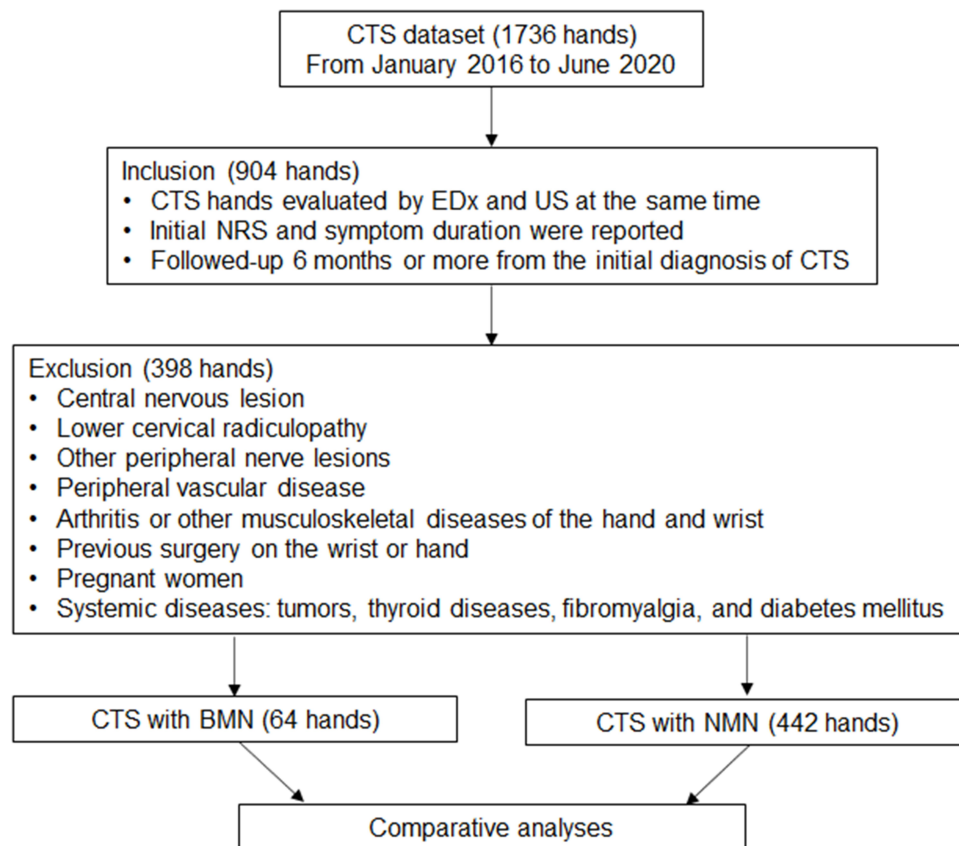 CTS dataset (1736 hands)
From January 2016 to June 2020
Inclusion (904 hands)
• CTS hands evaluated by EDx and US at the same time
• Initial NRS and symptom duration were reported
• Followed-up 6 months or more from the initial diagnosis of CTS
Exclusion (398 hands)
• Central nervous lesion
• Lower cervical radiculopathy
• Other peripheral nerve lesions
• Peripheral vascular disease
• Arthritis or other musculoskeletal diseases of the hand and wrist
• Previous surgery on the wrist or hand
• Pregnant women
• Systemic diseases: tumors, thyroid diseases, fibromyalgia, and diabetes mellitus
CTS with BMN (64 hands)
CTS with NMN (442 hands)
Comparative analyses